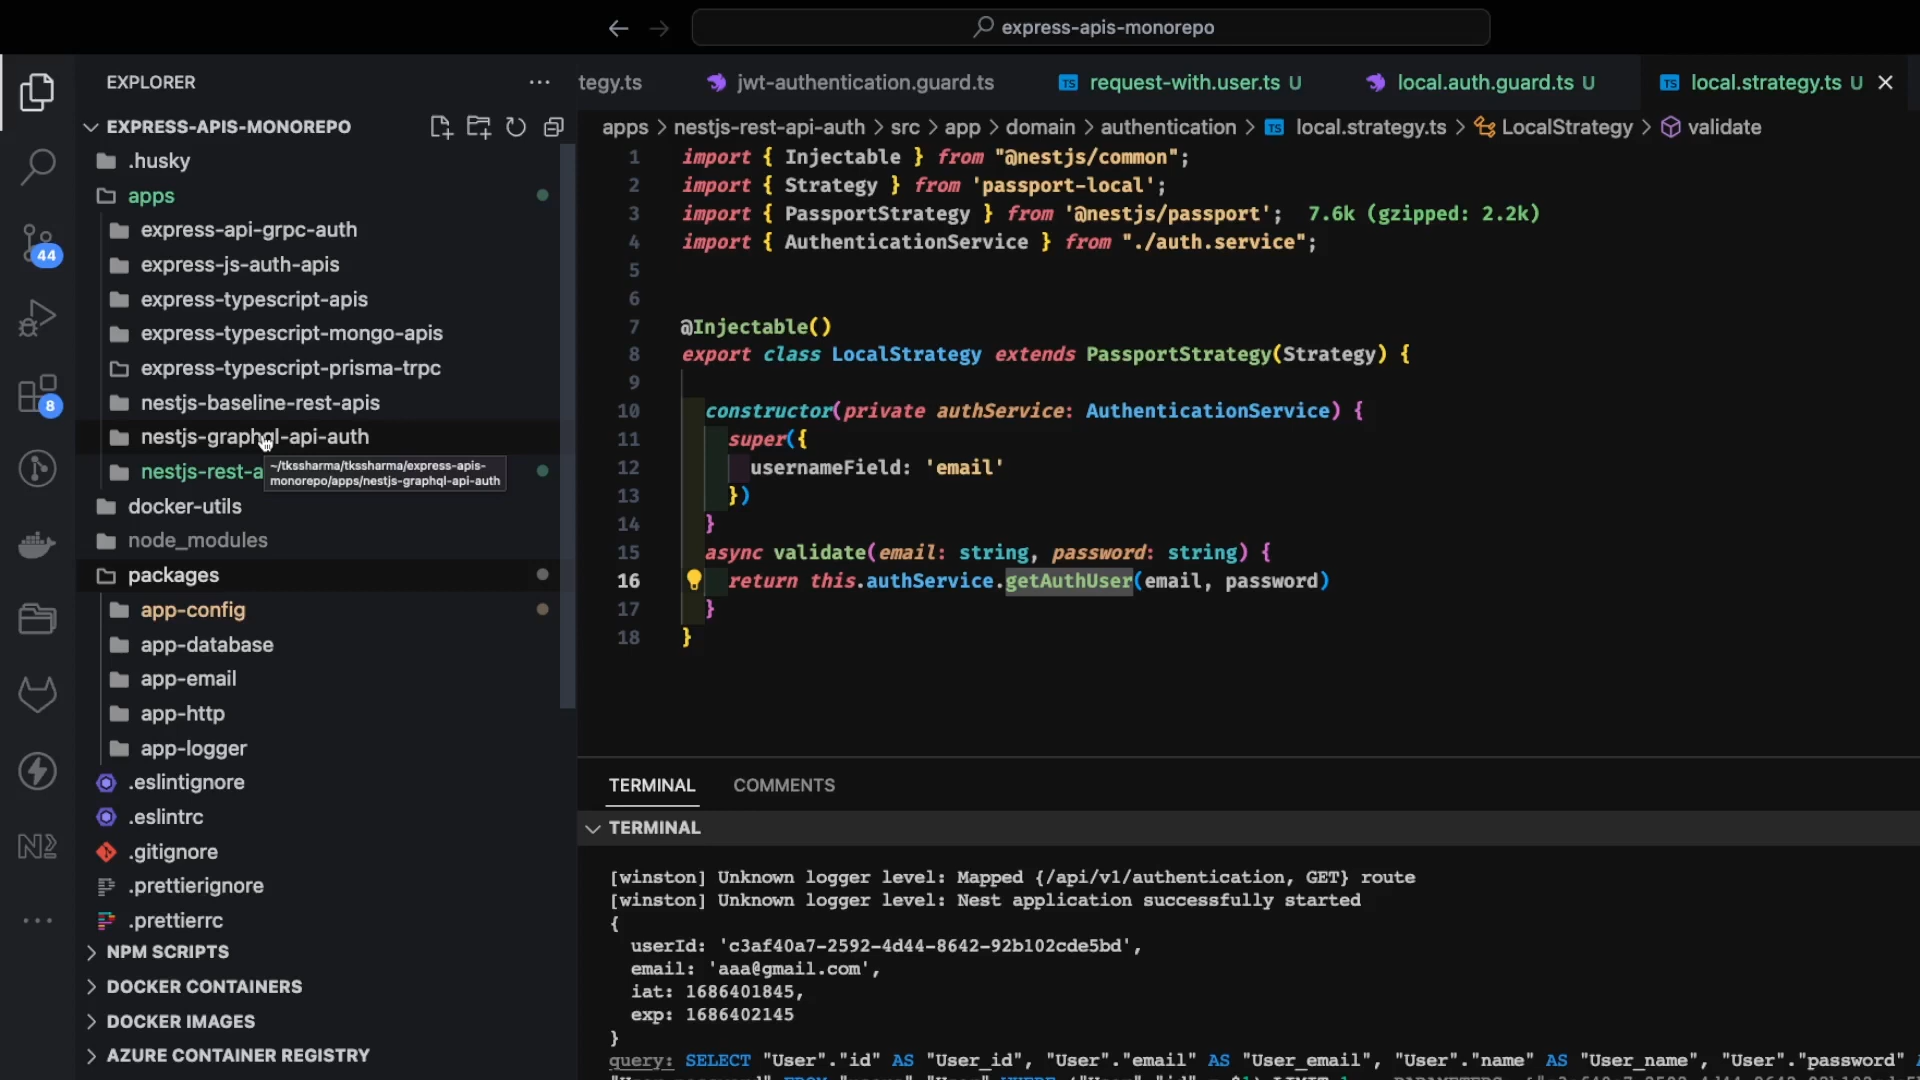 express-apis-monorepo
EXPLORER
tegy.ts
jwt-authentication.guard.ts
request-with.user.ts U
local.auth.guard.ts U
local.strategy.ts U
EXPRESS-APIS-MONOREPO
apps > nestjs-rest-api-auth > src > app > domain > authentication > TS local.strategy.ts > LocalStrategy > validate
.husky
apps
express-api-grpc-auth
express-js-auth-apis
express-typescript-apis
express-typescript-mongo-apis
express-typescript-prisma-trpc
nestjs-baseline-rest-apis
nestjs-graphql-api-auth
nestjs-rest-a
~/tkssharma/tkssharma/express-apis-
monorepo/apps/nestjs-graphql-api-auth
docker-utils
node_modules
packages
app-config
app-database
app-email
app-http
app-logger
.eslintignore
.eslintrc
.gitignore
.prettierignore
.prettierrc
NPM SCRIPTS
DOCKER CONTAINERS
DOCKER IMAGES
AZURE CONTAINER REGISTRY
44
8
1 import { Injectable } from "@nestjs/common";
2 import { Strategy } from 'passport-local';
3 import { PassportStrategy } from '@nestjs/passport'; 7.6k (gzipped: 2.2k)
4 import { AuthenticationService } from "./auth.service";
5
6
7 @Injectable()
8 export class LocalStrategy extends PassportStrategy(Strategy) {
9
10 constructor(private authService: AuthenticationService) {
11 super({
12 usernameField: 'email'
13 })
14 }
15 async validate(email: string, password: string) {
16 return this.authService.getAuthUser(email, password)
17 }
18 }
TERMINAL
COMMENTS
TERMINAL
[winston] Unknown logger level: Mapped {/api/v1/authentication, GET} route
[winston] Unknown logger level: Nest application successfully started
{
userId: 'c3af40a7-2592-4d44-8642-92b102cde5bd',
email: 'aaa@gmail.com',
iat: 1686401845,
exp: 1686402145
}
query: SELECT "User"."id" AS "User_id", "User"."email" AS "User_email", "User"."name" AS "User_name", "User"."password"